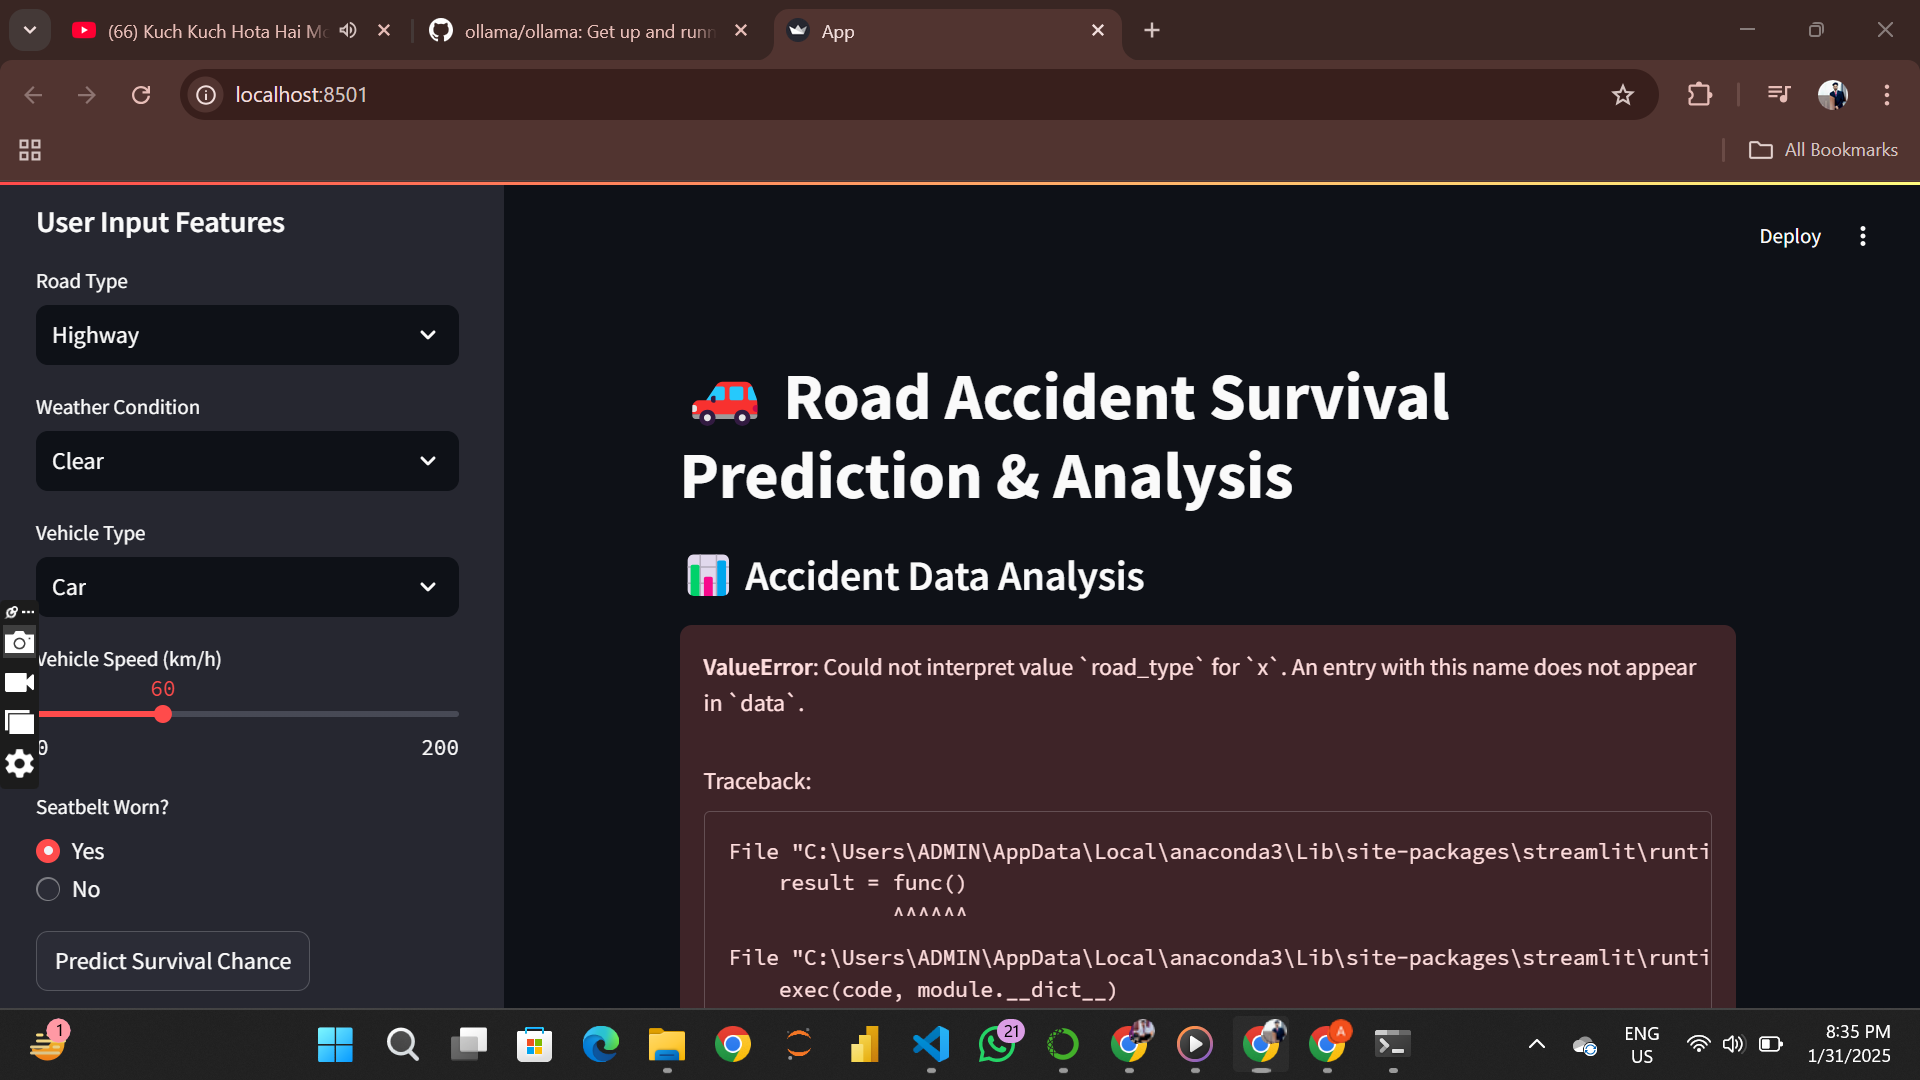 (66) Kuch Kuch Hota Hai Mo
ollama/ollama: Get up and runn
App
localhost:8501
All Bookmarks
User Input Features
Road Type
Highway
Weather Condition
Clear
Vehicle Type
Car
Vehicle Speed (km/h)
60
0
200
Seatbelt Worn?
Yes
No
Predict Survival Chance
Deploy
Road Accident Survival
Prediction & Analysis
Accident Data Analysis
ValueError: Could not interpret value `road_type` for `x`. An entry with this name does not appear
in `data`.
Traceback:
File "C:\Users\ADMIN\AppData\Local\anaconda3\Lib\site-packages\streamlit\runti
result = func()
^^^^^^
File "C:\Users\ADMIN\AppData\Local\anaconda3\Lib\site-packages\streamlit\runti
exec(code, module.__dict__)
1
21
A
ENG
US
8:35 PM
1/31/2025